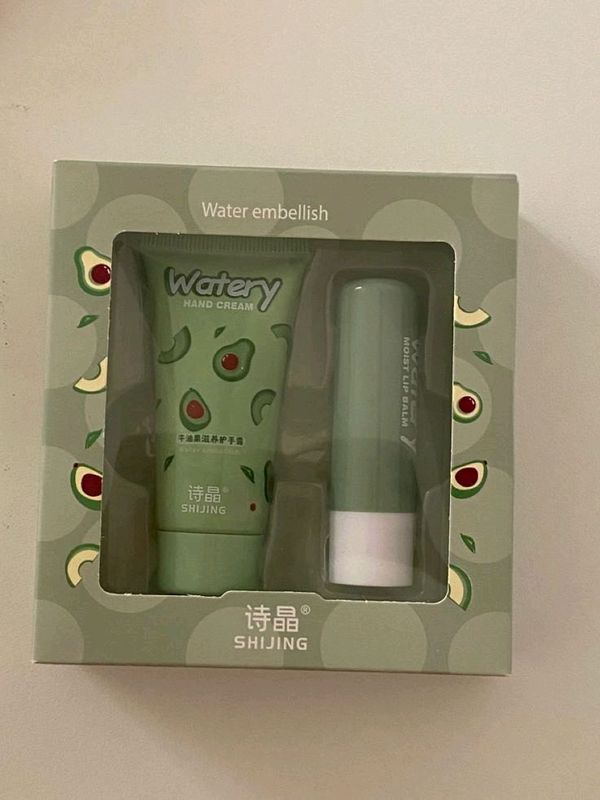 Water embellish
Watery
HAND CREAM
牛油果滋养护手霜
诗晶®
SHIJING
MOIST LIP BALM
诗晶®
SHIJING